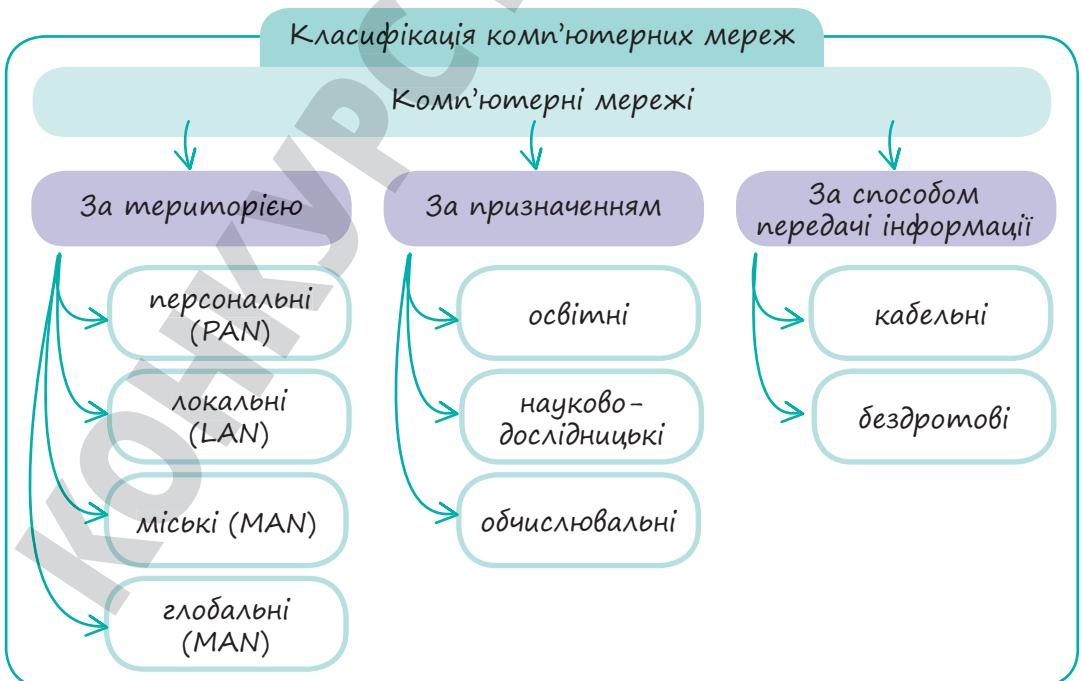 Класифікація комп'ютерних мереж
Комп'ютерні мережі
За територією
персональні
(PAN)
локальні
(LAN)
міські (MAN)
глобальні
(MAN)
За призначенням
освітні
науково-
дослідницькі
обчислювальні
За способом
передачі інформації
кабельні
бездротові
КОНКУРС